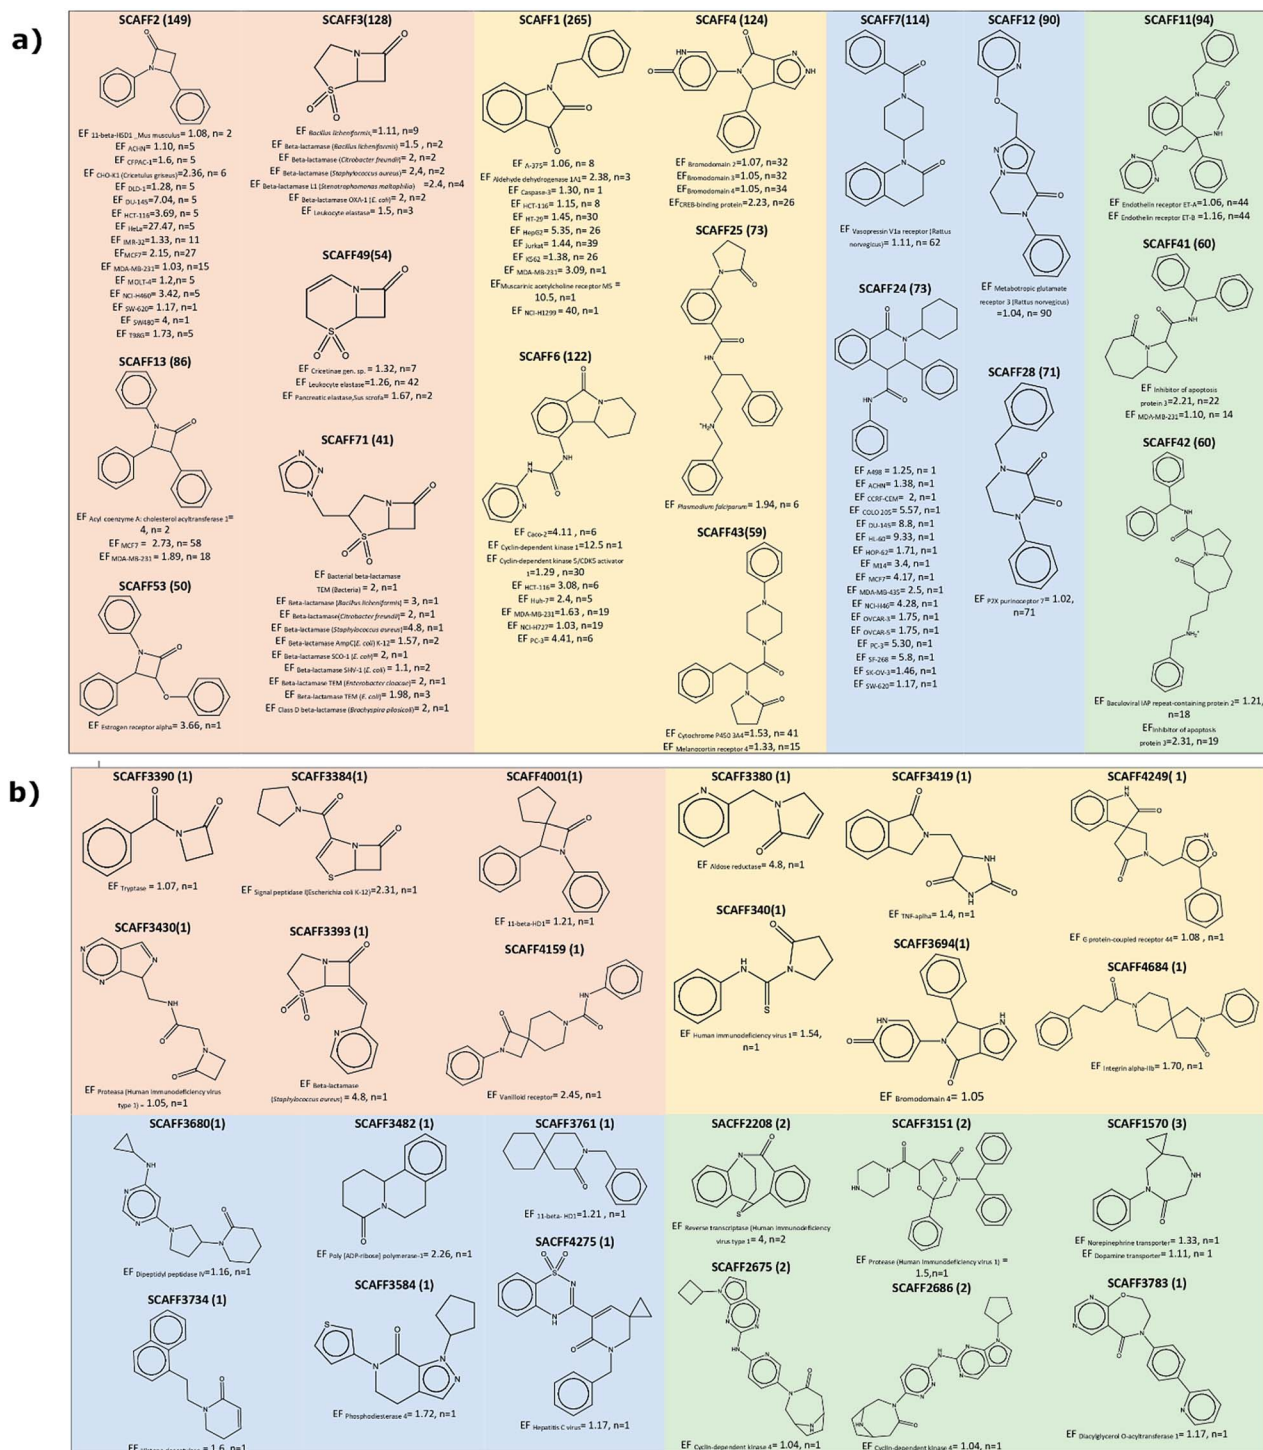 a)
SCAFF2 (149)
EF 11-beta-HSD1 _Mus musculus= 1.08, n= 2
EF ACHN= 1.10, n=5
EF CFPAC-1=1.6, n= 5
EF CHO-K1 (Cricetulus griseus)=2.36, n= 6
EF DLD-1=1.28, n= 5
EF DU-145=7.04, n= 5
EF HCT-116=3.69, n= 5
EF HeLa=27.47, n=5
EF IMR-32=1.33, n= 11
EF MCF7= 2.15, n=27
EF MDA-MB-231= 1.03, n=15
EF MOLT-4= 1.2,n= 5
EF NCI-H460= 3.42, n=5
EF SW-620= 1.17, n=1
EF SW480= 4, n=1
EF T98G= 1.73, n=5
SCAFF13 (86)
EF Acyl coenzyme A: cholesterol acyltransferase 1=
4, n= 2
EF MCF7 = 2.73, n= 58
EF MDA-MB-231 = 1.89, n= 18
SCAFF53 (50)
EF Estrogen receptor alpha= 3.66, n=1
SCAFF3(128)
EF Bacillus licheniformis,=1.11, n=9
EF Beta-lactamase (Bacillus licheniformis) =1.5 , n=2
EF Beta-lactamase (Citrobacter freundii)= 2, n=2
EF Beta-lactamase (Staphylococcus aureus)= 2,4, n=2
EF Beta-lactamase L1 (Stenotrophomonas maltophilia) =2.4, n=4
EF Beta-lactamase OXA-1 (E. coli)= 2, n=2
EF Leukocyte elastase= 1.5, n=3
SCAFF49(54)
EF Cricetinae gen. sp. = 1.32, n=7
EF Leukocyte elastase=1.26, n= 42
EF Pancreatic elastase,Sus scrofa= 1.67, n=2
SCAFF71 (41)
EF Bacterial beta-lactamase
TEM (Bacteria) = 2, n=1
EF Beta-lactamase (Bacillus licheniformis) = 3, n=1
EF Beta-lactamase(Citrobacter freundii)= 2, n=1
EF Beta-lactamase (Staphylococcus aureus)=4.8, n=1
EF Beta-lactamase AmpC(E. coli) K-12= 1.57, n=2
EF Beta-lactamase SCO-1 (E. coli)= 2, n=1
EF Beta-lactamase SHV-1 (E. coli) = 1.1, n=2
EF Beta-lactamase TEM (Enterobacter cloacae)= 2, n=1
EF Beta-lactamase TEM (E. coli)= 1.98, n=3
EF Class D beta-lactamase (Brachyspira pilosicoli)= 2, n=1
SCAFF1 (265)
EF A-375= 1.06, n= 8
EF Aldehyde dehydrogenase 1A1= 2.38, n=3
EF Caspase-3= 1.30, n= 1
EF HCT-116= 1.15, n= 8
EF HT-29= 1.45, n=30
EF HepG2= 5.35, n= 26
EF Jurkat= 1.44, n=39
EF K562 =1.38, n= 26
EF MDA-MB-231= 3.09, n=1
EF Muscarinic acetylcholine receptor M5 =
10.5, n=1
EF NCI-H1299 = 40, n=1
SCAFF6 (122)
EF Caco-2=4.11, n=6
EF Cyclin-dependent kinase 1=12.5 n=1
EF Cyclin-dependent kinase 5/CDK5 activator
1=1.29 , n=30
EF HCT-116= 3.08, n=6
EF Huh-7= 2.4, n=5
EF MDA-MB-231=1.63 , n=19
EF NCI-H727= 1.03, n=19
EF PC-3= 4.41, n=6
SCAFF4 (124)
EF Bromodomain 2=1.07, n=32
EF Bromodomain 3=1.05, n=32
EF Bromodomain 4=1.05, n=34
EF CREB-binding protein=2.23, n=26
SCAFF25 (73)
EF Plasmodium falciparum= 1.94, n= 6
SCAFF43(59)
EF Cytochrome P450 3A4=1.53, n= 41
EF Melanocortin receptor 4=1.33, n=15
SCAFF7(114)
EF Vasopressin V1a receptor (Rattus
norvegicus)= 1.11, n= 62
SCAFF24 (73)
EF A498 = 1.25, n= 1
EF ACHN= 1.38, n=1
EF CCRF-CEM= 2, n=1
EF COLO 205= 5.57, n=1
EF DU-145= 8.8, n=1
EF HL-60= 9.33, n=1
EF HOP-62= 1.71, n=1
EF M14= 3.4, n=1
EF MCF7= 4.17, n=1
EF MDA-MB-435= 2.5, n=1
EF NCI-H46= 4.28, n=1
EF OVCAR-3= 1.75, n=1
EF OVCAR-5= 1.75, n=1
EF PC-3= 5.30, n=1
EF SF-268 = 5.8, n=1
EF SK-OV-3=1.46, n=1
EF SW-620= 1.17, n=1
SCAFF12 (90)
EF Metabotropic glutamate
receptor 3 (Rattus norvegicus)
=1.04, n= 90
SCAFF28 (71)
EF P2X purinoceptor 7= 1.02,
n=71
SCAFF11(94)
EF Endothelin receptor ET-A= 1.06, n=44
EF Endothelin receptor ET-B = 1.16, n=44
SCAFF41 (60)
EF Inhibitor of apoptosis
protein 3=2.21, n=22
EF MDA-MB-231=1.10, n= 14
SCAFF42 (60)
EF Baculoviral IAP repeat-containing protein 2= 1.21,
n=18
EF Inhibitor of apoptosis
protein 3=2.31, n=19
b)
SCAFF3390 (1)
EF Tryptase = 1.07, n=1
SCAFF3384(1)
EF Signal peptidase I(Escherichia coli K-12)=2.31, n=1
SCAFF4001(1)
EF 11-beta-HD1= 1.21, n=1
SCAFF3430(1)
EF Protease (Human immunodeficiency virus
type 1) = 1.05, n=1
SCAFF3393 (1)
EF Beta-lactamase
(Staphylococcus aureus) = 4.8, n=1
SCAFF4159 (1)
EF Vanilloid receptor= 2.45, n=1
SCAFF3380 (1)
EF Aldose reductase= 4.8, n=1
SCAFF3419 (1)
EF TNF-aplha= 1.4, n=1
SCAFF4249( 1)
EF G protein-coupled receptor 44= 1.08 , n=1
SCAFF340(1)
EF Human immunodeficiency virus 1= 1.54,
n=1
SCAFF3694(1)
EF Bromodomain 4= 1.05
SCAFF4684 (1)
EF Integrin alpha-IIb= 1.70, n=1
SCAFF3680(1)
EF Dipeptidyl peptidase IV=1.16, n=1
SCAFF3482 (1)
EF Poly [ADP-ribose] polymerase-1= 2.26, n=1
SCAFF3761 (1)
EF 11-beta- HD1=1.21 , n=1
SCAFF3734 (1)
SCAFF3584 (1)
EF Phosphodiesterase 4= 1.72, n=1
SACFF4275 (1)
EF Hepatitis C virus= 1.17, n=1
SACFF2208 (2)
EF Reverse transcriptase (Human immunodeficiency
virus type 1= 4, n=2
SCAFF3151 (2)
EF Protease (Human immunodeficiency virus 1) =
1.5,n=1
SCAFF1570 (3)
EF Norepinephrine transporter= 1.33, n=1
EF Dopamine transporter= 1.11, n= 1
SCAFF2675 (2)
EF Cyclin-dependent kinase 4= 1.04, n=1
SCAFF2686 (2)
EF Cyclin-dependent kinase 4= 1.04, n=1
SCAFF3783 (1)
EF Diacylglycerol O-acyltransferase 1= 1.17, n=1